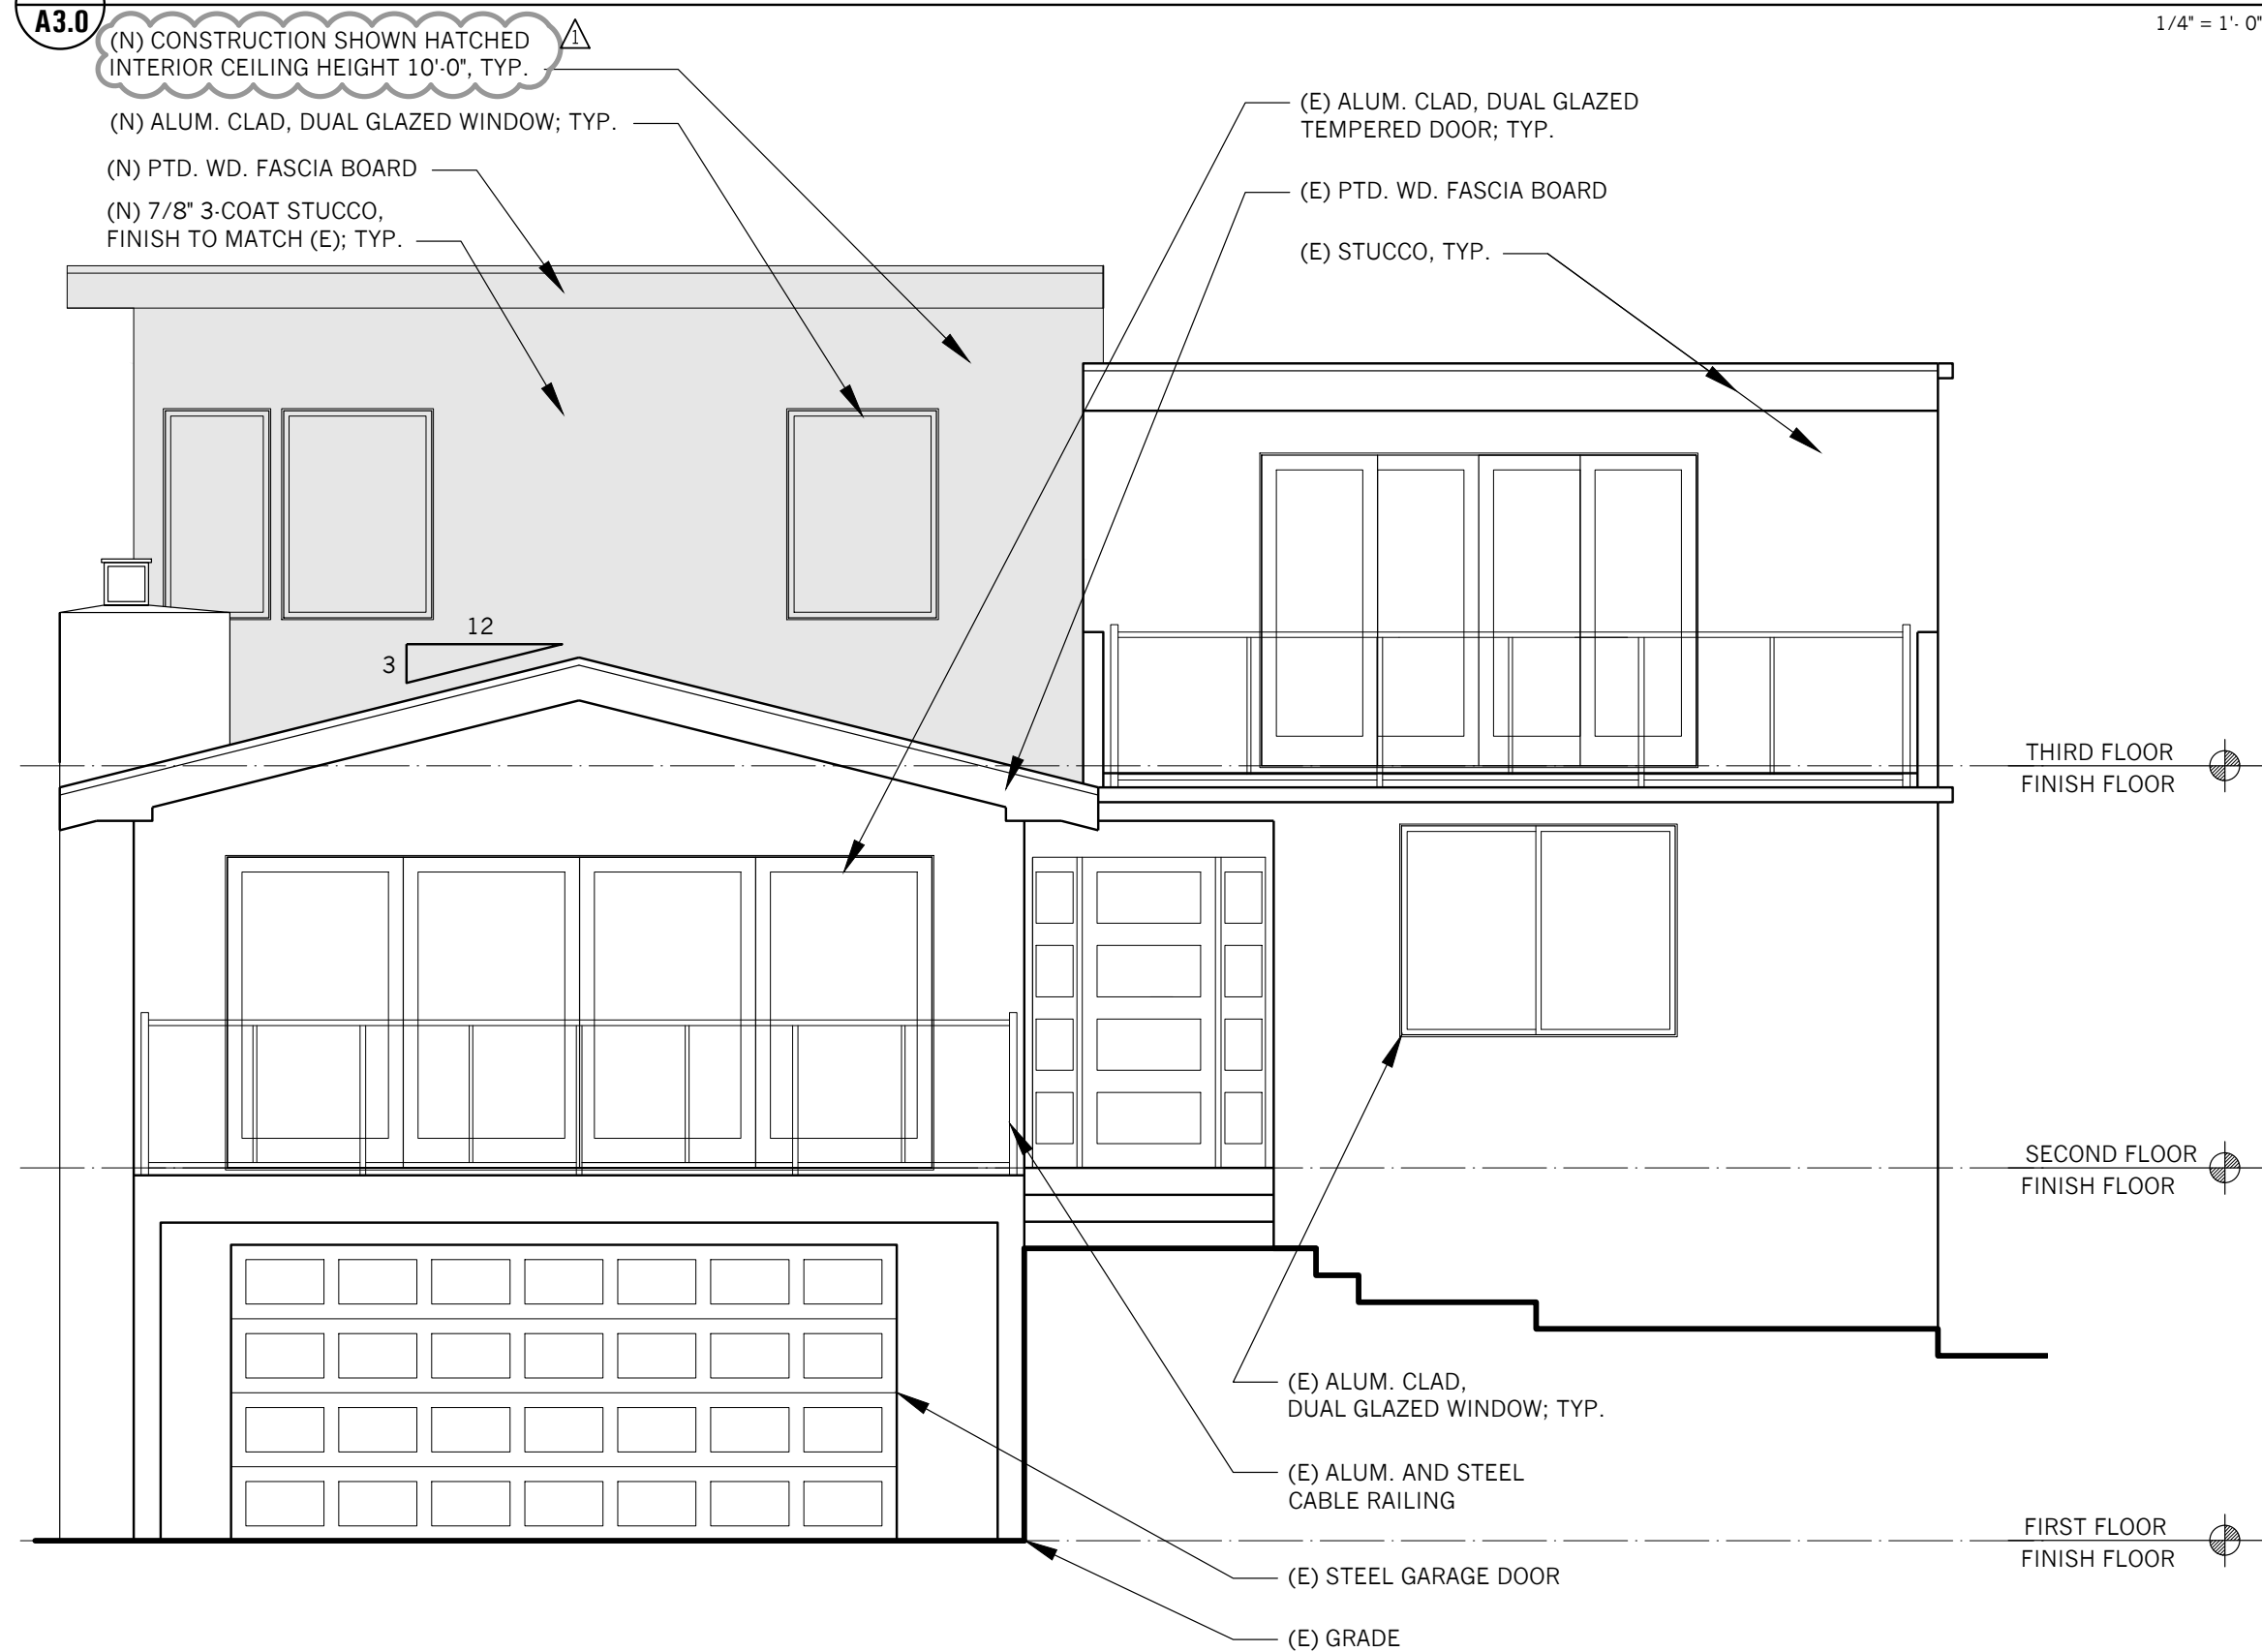 A3.0
1/4" = 1'-0"
(N) CONSTRUCTION SHOWN HATCHED
INTERIOR CEILING HEIGHT 10'-0", TYP.
1
(N) ALUM. CLAD, DUAL GLAZED WINDOW; TYP.
(N) PTD. WD. FASCIA BOARD
(N) 7/8" 3-COAT STUCCO,
FINISH TO MATCH (E); TYP.
(E) ALUM. CLAD, DUAL GLAZED
TEMPERED DOOR; TYP.
(E) PTD. WD. FASCIA BOARD
(E) STUCCO, TYP.
12
3
THIRD FLOOR
FINISH FLOOR
SECOND FLOOR
FINISH FLOOR
(E) ALUM. CLAD,
DUAL GLAZED WINDOW; TYP.
(E) ALUM. AND STEEL
CABLE RAILING
FIRST FLOOR
FINISH FLOOR
(E) STEEL GARAGE DOOR
(E) GRADE